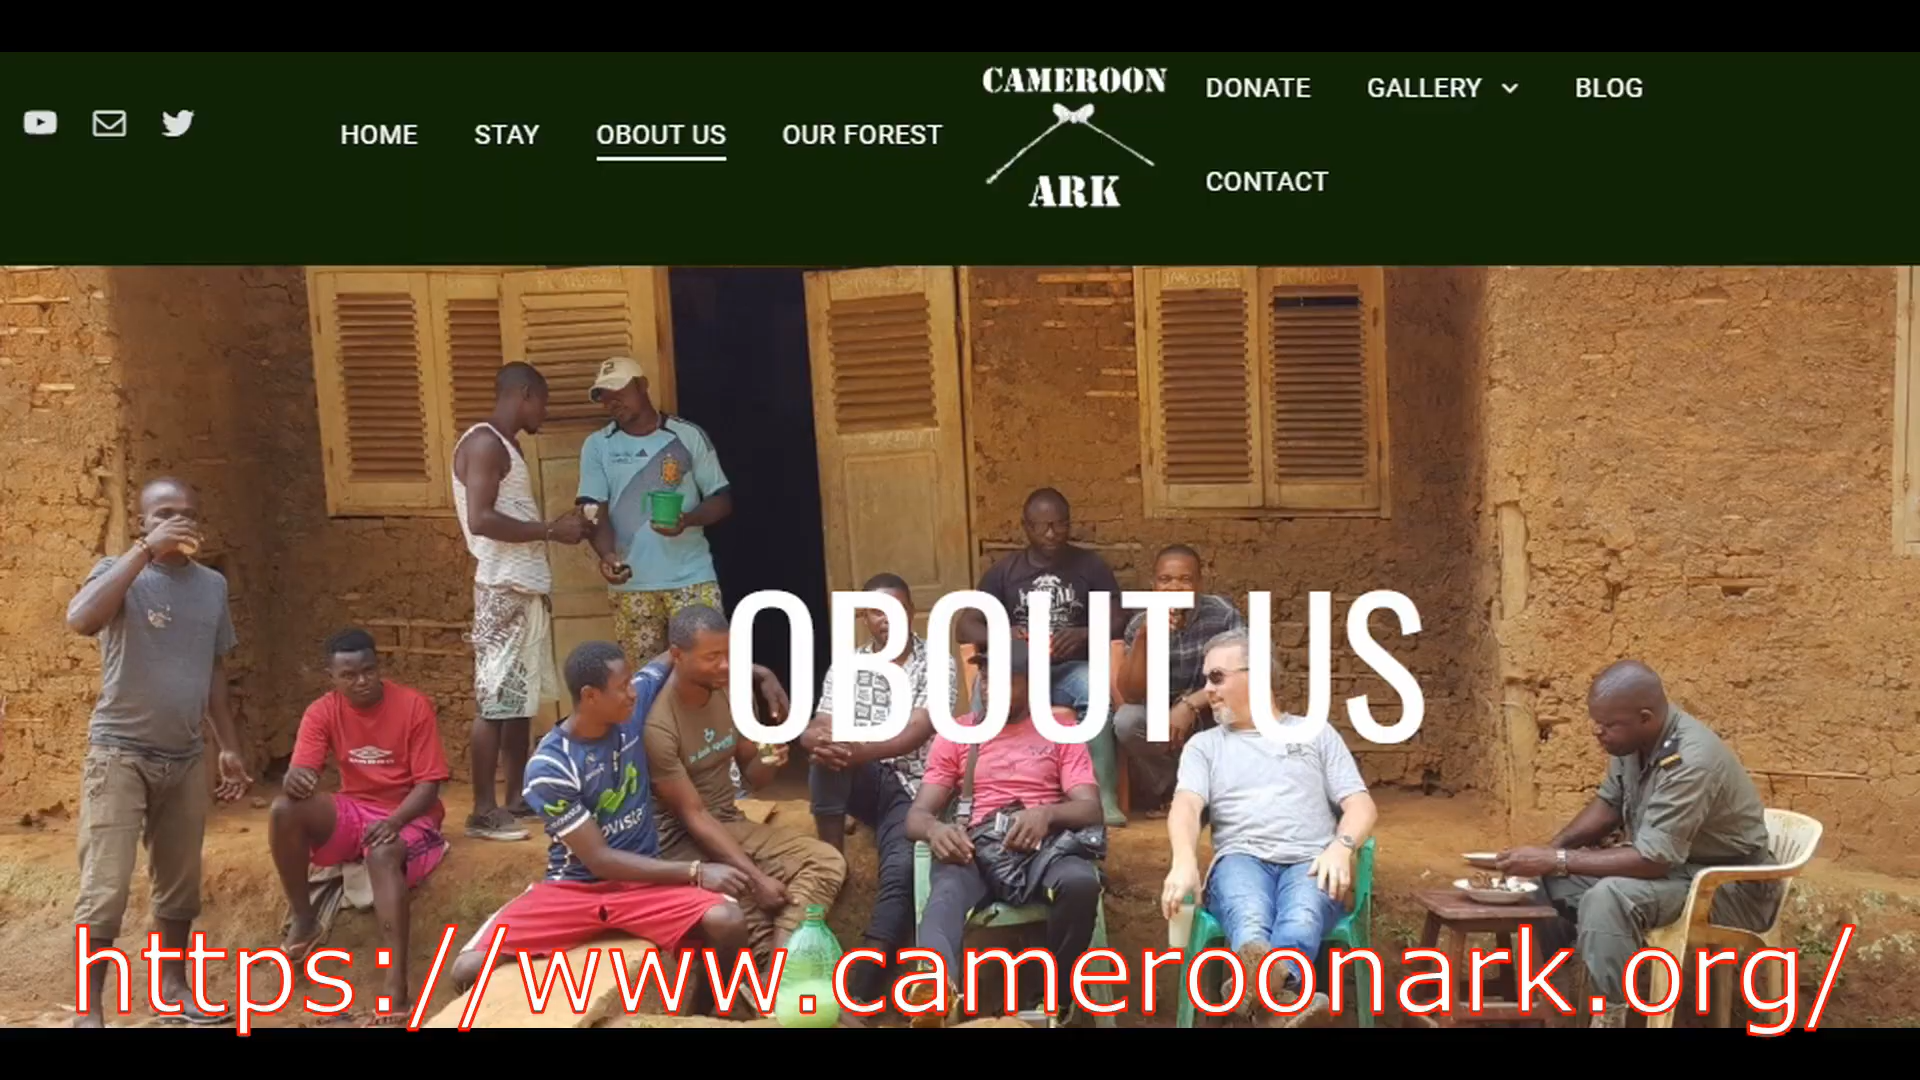 HOME
STAY
OBOUT US
OUR FOREST
CAMEROON
ARK
DONATE
GALLERY
BLOG
CONTACT
OBOUT US
https://www.cameroonark.org/